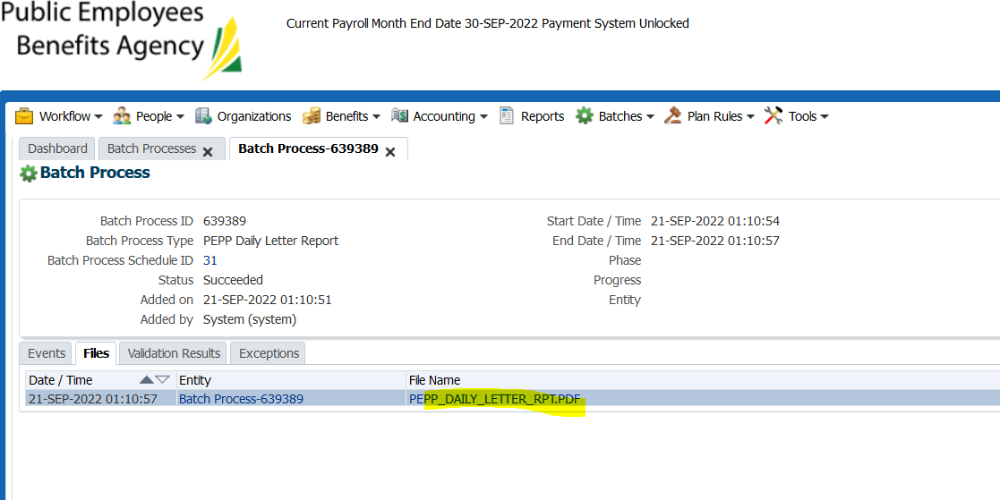 Public Employees
Benefits Agency
Current Payroll Month End Date 30-SEP-2022 Payment System Unlocked
Workflow People Organizations Benefits Accounting Reports Batches Plan Rules Tools
Dashboard Batch Processes Batch Process-639389
Batch Process
Batch Process ID 639389 Start Date / Time 21-SEP-2022 01:10:54
Batch Process Type PEPP Daily Letter Report End Date / Time 21-SEP-2022 01:10:57
Batch Process Schedule ID 31 Phase
Status Succeeded Progress
Added on 21-SEP-2022 01:10:51 Entity
Added by System (system)
Events Files Validation Results Exceptions
Date / Time Entity File Name
21-SEP-2022 01:10:57 Batch Process-639389 PEPP_DAILY_LETTER_RPT.PDF